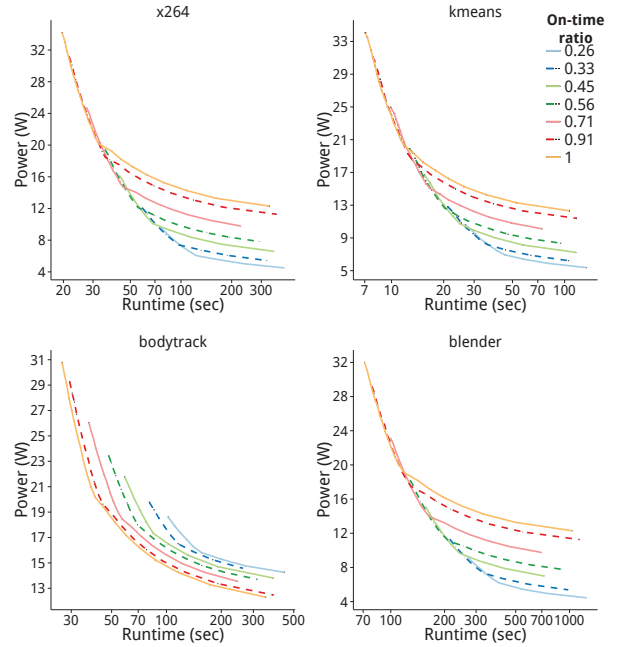 x264
kmeans
On-time
ratio
0.26
0.33
0.45
0.56
0.71
0.91
1
Power (W)
32
28
24
20
16
12
8
4
20 30 50 70 100 200 300
Runtime (sec)
Power (W)
33
29
25
21
17
13
9
5
7 10 20 30 50 70 100
Runtime (sec)
bodytrack
blender
Power (W)
31
29
27
25
23
21
19
17
15
13
30 50 70 100 200 300 500
Runtime (sec)
Power (W)
32
28
24
20
16
12
8
4
70 100 200 300 500 700 1000
Runtime (sec)